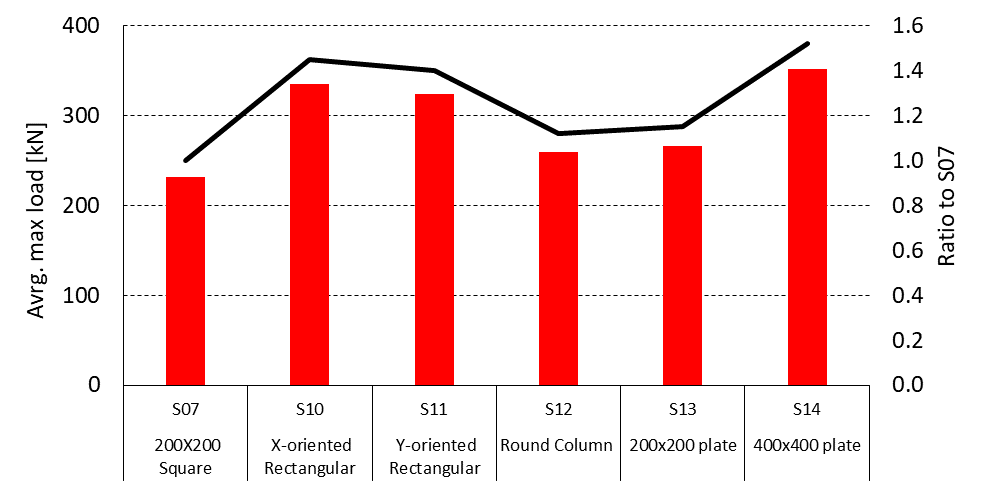 400
300
200
100
0
Avrg. max load [kN]
1.6
1.4
1.2
1.0
0.8
0.6
0.4
0.2
0.0
Ratio to S07
S07 S10 S11 S12 S13 S14
200X200 X-oriented Y-oriented Round Column 200x200 plate 400x400 plate
Square Rectangular Rectangular